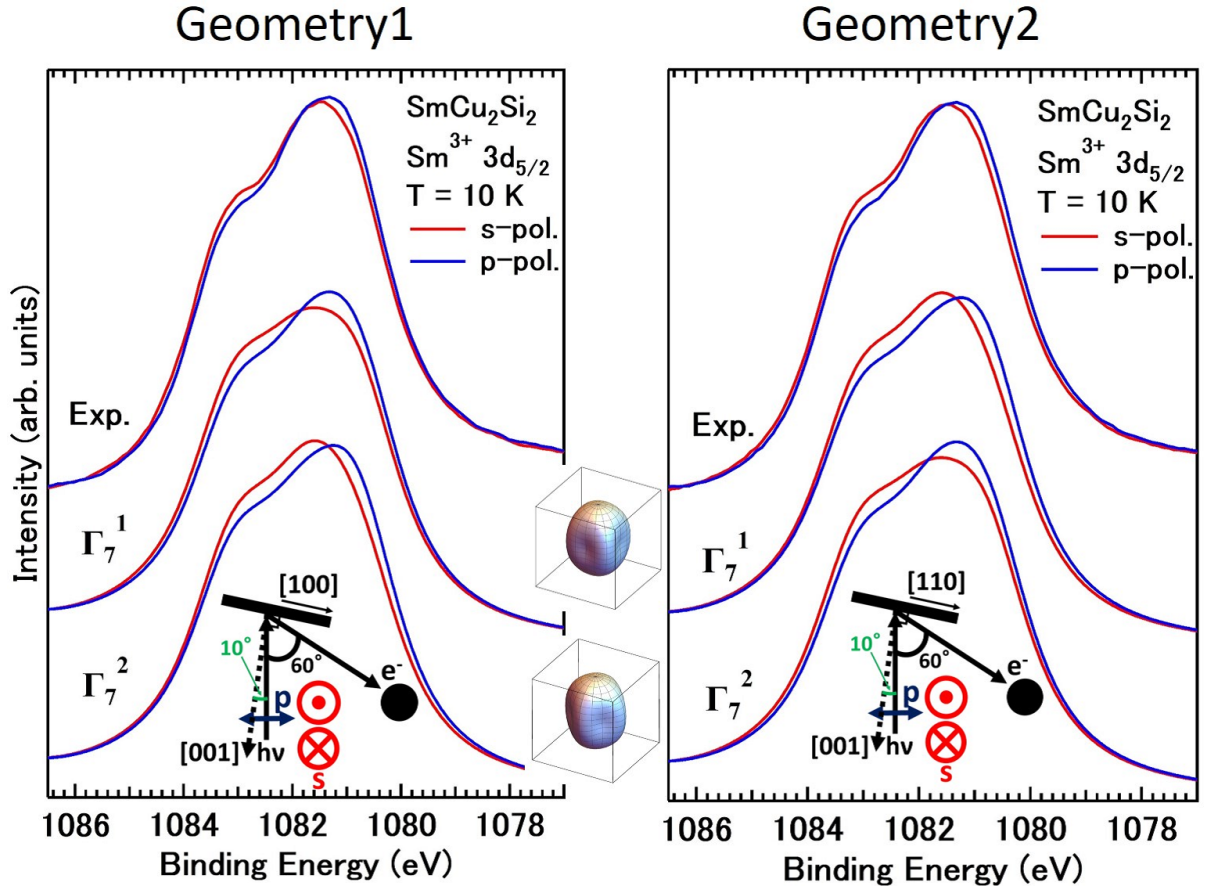 Geometry1
SmCu₂Si₂
Sm³⁺ 3d₅/₂
T = 10 K
s-pol.
p-pol.
Exp.
Γ₇¹
Γ₇²
[100]
10°
60°
e⁻
p
[001]
hν
s
1086 1084 1082 1080 1078
Binding Energy (eV)
Intensity (arb. units)
Geometry2
SmCu₂Si₂
Sm³⁺ 3d₅/₂
T = 10 K
s-pol.
p-pol.
Exp.
Γ₇¹
Γ₇²
[110]
10°
60°
e⁻
p
[001]
hν
s
1086 1084 1082 1080 1078
Binding Energy (eV)